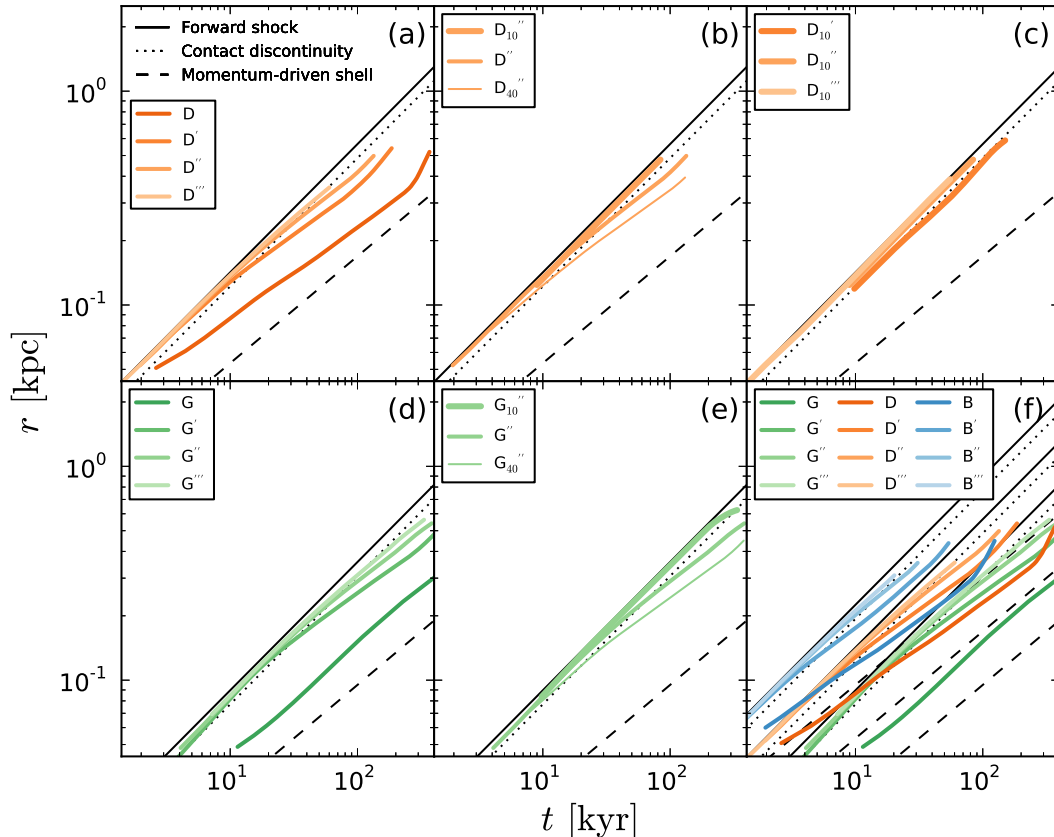 Forward shock
Contact discontinuity
Momentum-driven shell
(a)
D
D′
D′′
D′′′
(b)
D₁₀′′
D′′
D₄₀′′
(c)
D₁₀′
D₁₀′′
D₁₀′′′
10⁰
10⁻¹
(d)
G
G′
G′′
G′′′
(e)
G₁₀′′
G′′
G₄₀′′
(f)
G D B
G′ D′ B′
G′′ D′′ B′′
G′′′ D′′′ B′′′
10⁰
10⁻¹
r [kpc]
10¹ 10² 10¹ 10² 10¹ 10²
t [kyr]